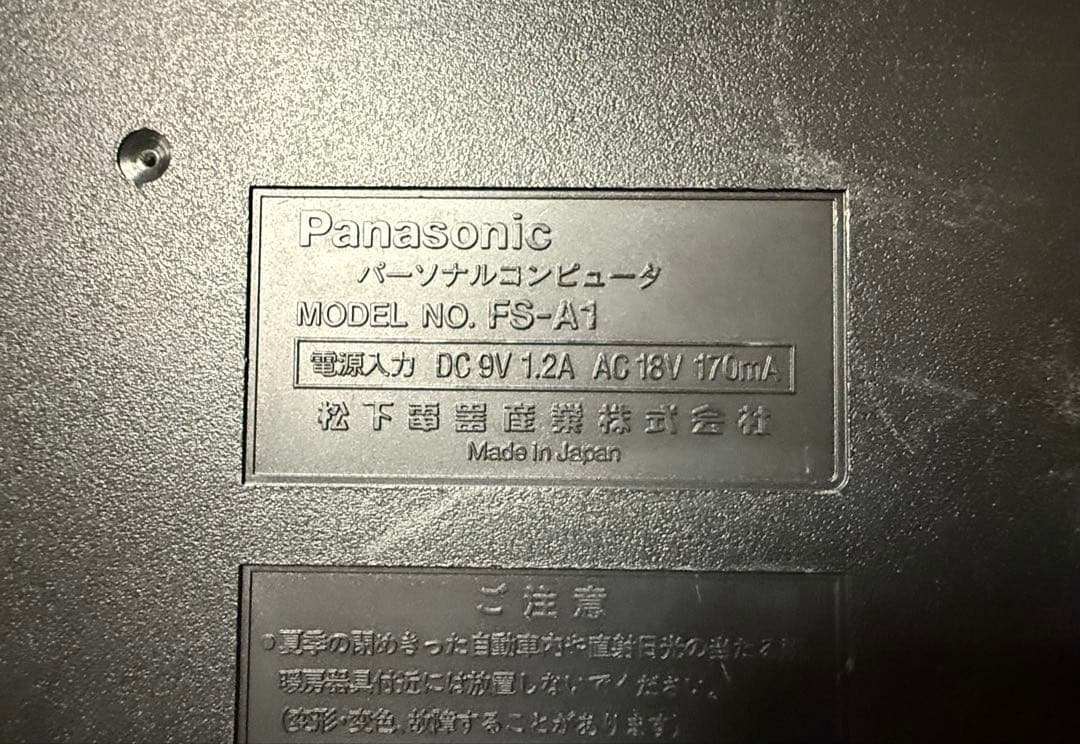 Panasonic
パーソナルコンピュータ
MODEL NO. FS-A1
電源入力 DC 9V 1.2A AC 18V 170mA
松下電器産業株式会社
Made in Japan
ご注意
•夏季の閉めきった自動車内や直射日光の当たる所
暖房器具付近には放置しないでください。
(変形・変色、故障することがあります)